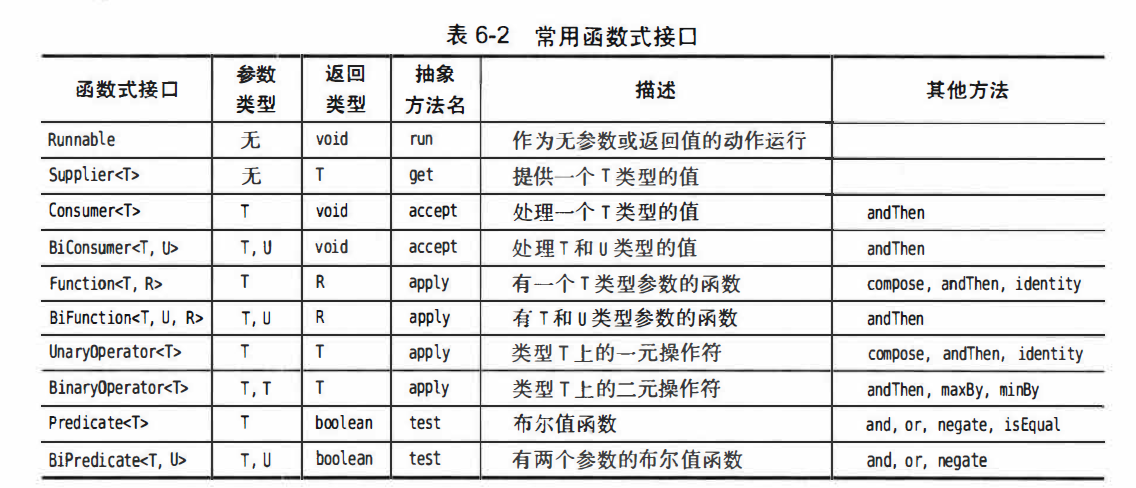 表 6-2 常用函数式接口
函数式接口 参数类型 返回类型 抽象方法名 描述 其他方法
Runnable 无 void run 作为无参数或返回值的动作运行
Supplier<T> 无 T get 提供一个 T 类型的值
Consumer<T> T void accept 处理一个 T 类型的值 andThen
BiConsumer<T, U> T, U void accept 处理 T 和 U 类型的值 andThen
Function<T, R> T R apply 有一个 T 类型参数的函数 compose, andThen, identity
BiFunction<T, U, R> T, U R apply 有 T 和 U 类型参数的函数 andThen
UnaryOperator<T> T T apply 类型 T 上的一元操作符 compose, andThen, identity
BinaryOperator<T> T, T T apply 类型 T 上的二元操作符 andThen, maxBy, minBy
Predicate<T> T boolean test 布尔值函数 and, or, negate, isEqual
BiPredicate<T, U> T, U boolean test 有两个参数的布尔值函数 and, or, negate